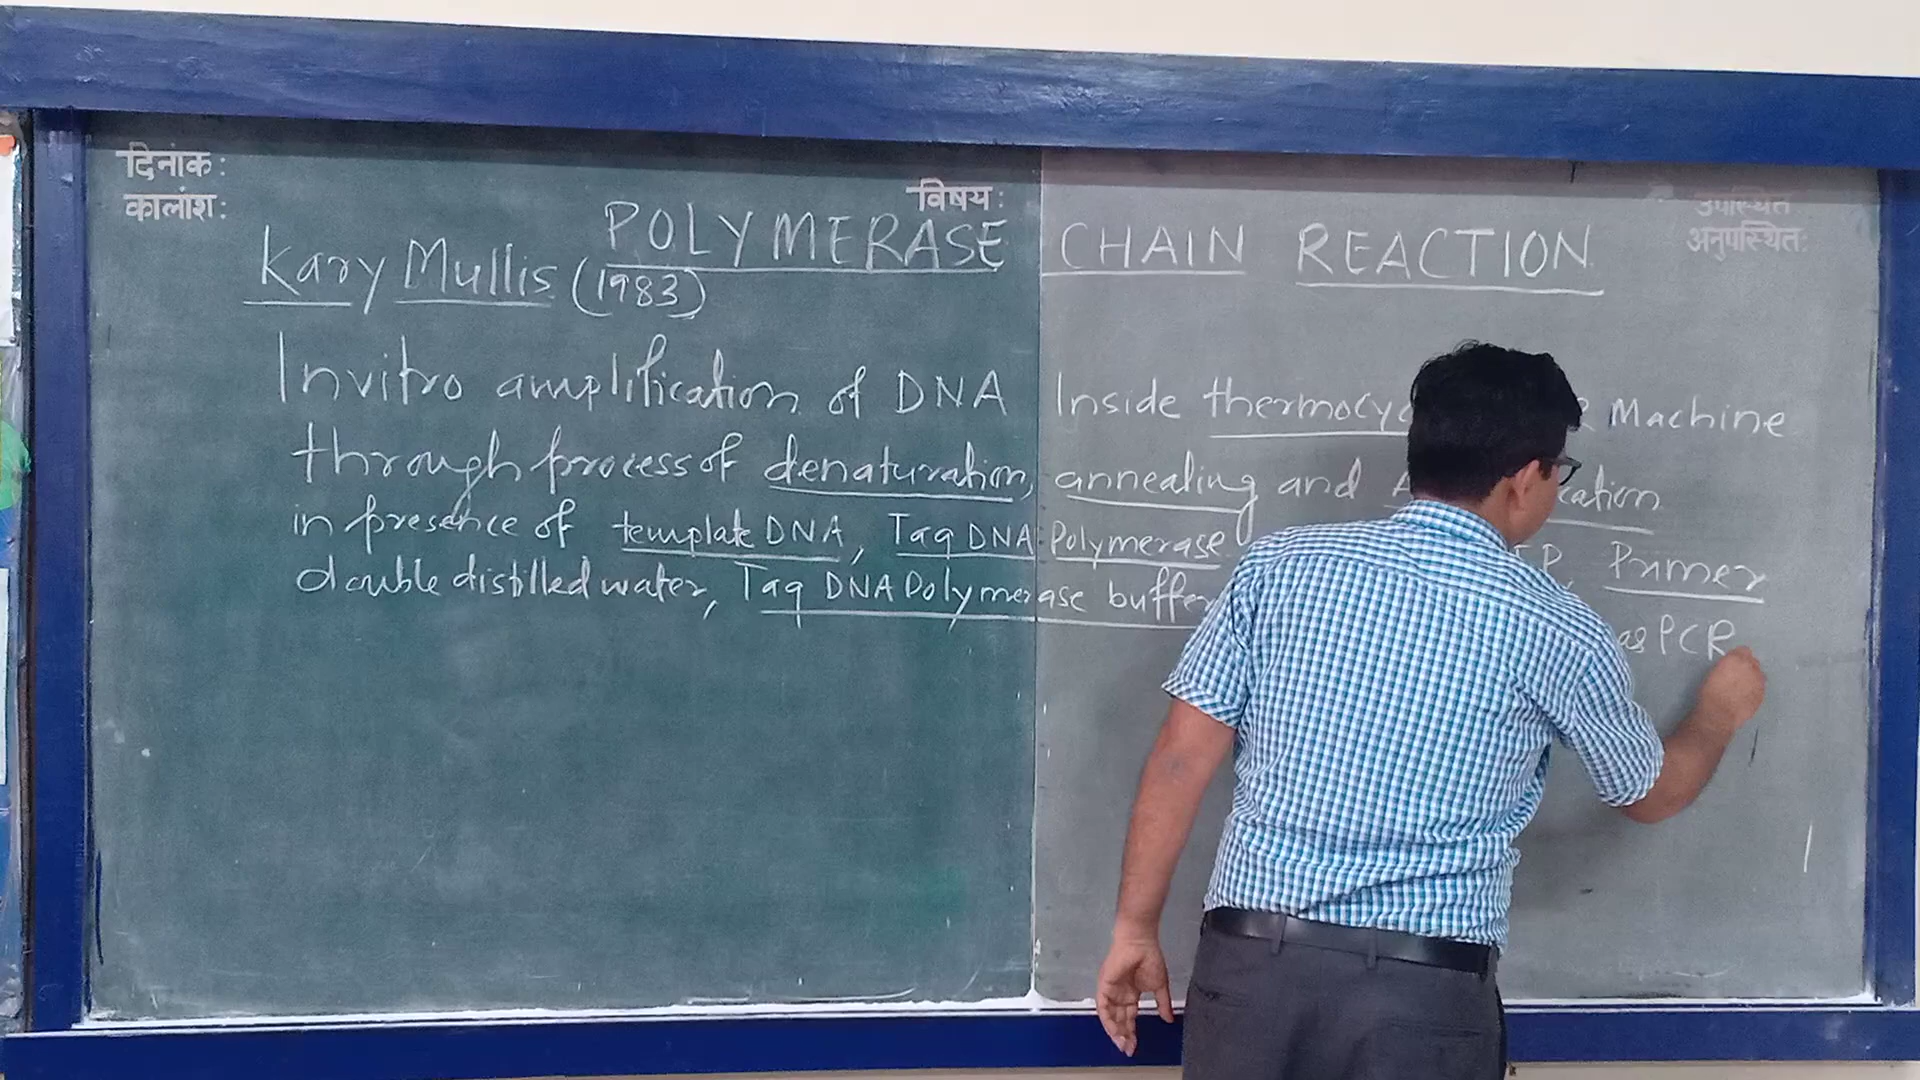 दिनांक:
कालांश:
विषय:
उपस्थित
अनुपस्थित:
POLYMERASE CHAIN REACTION
Kary Mullis (1983)
Invitro amplification of DNA Inside Machine
through process of denaturation, annealing and
in presence of template DNA, Taq DNA Polymerase Primer
double distilled water, Taq DNA Polymerase buffer
as PCR